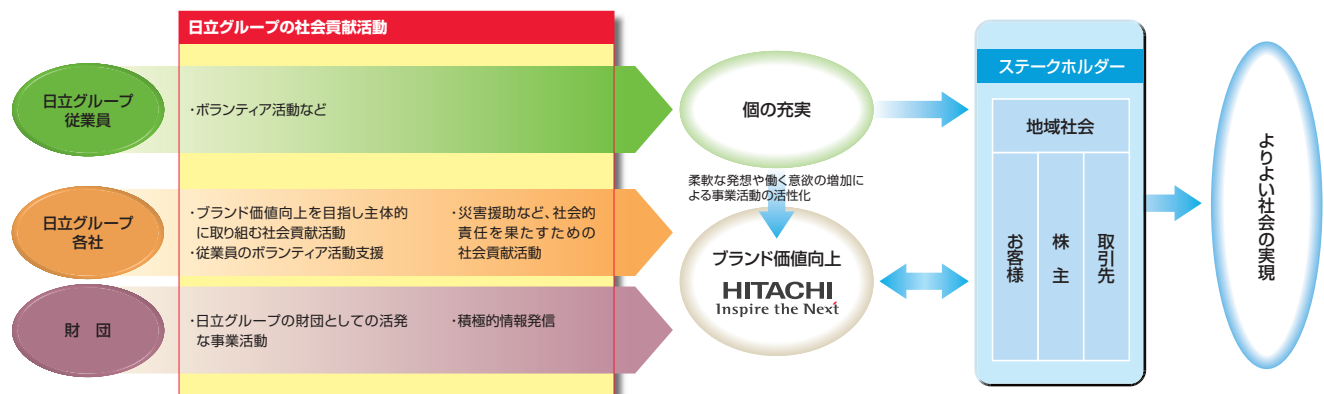 日立グループの社会貢献活動
日立グループ
従業員
・ボランティア活動など
日立グループ
各社
・ブランド価値向上を目指し主体的
に取り組む社会貢献活動
・従業員のボランティア活動支援
・災害援助など、社会的
責任を果たすための
社会貢献活動
財　団
・日立グループの財団としての活発
な事業活動
・積極的情報発信
個の充実
柔軟な発想や働く意欲の増加に
よる事業活動の活性化
ブランド価値向上
HITACHI
Inspire the Next
ステークホルダー
地域社会
お客様
株主
取引先
よりよい社会の実現